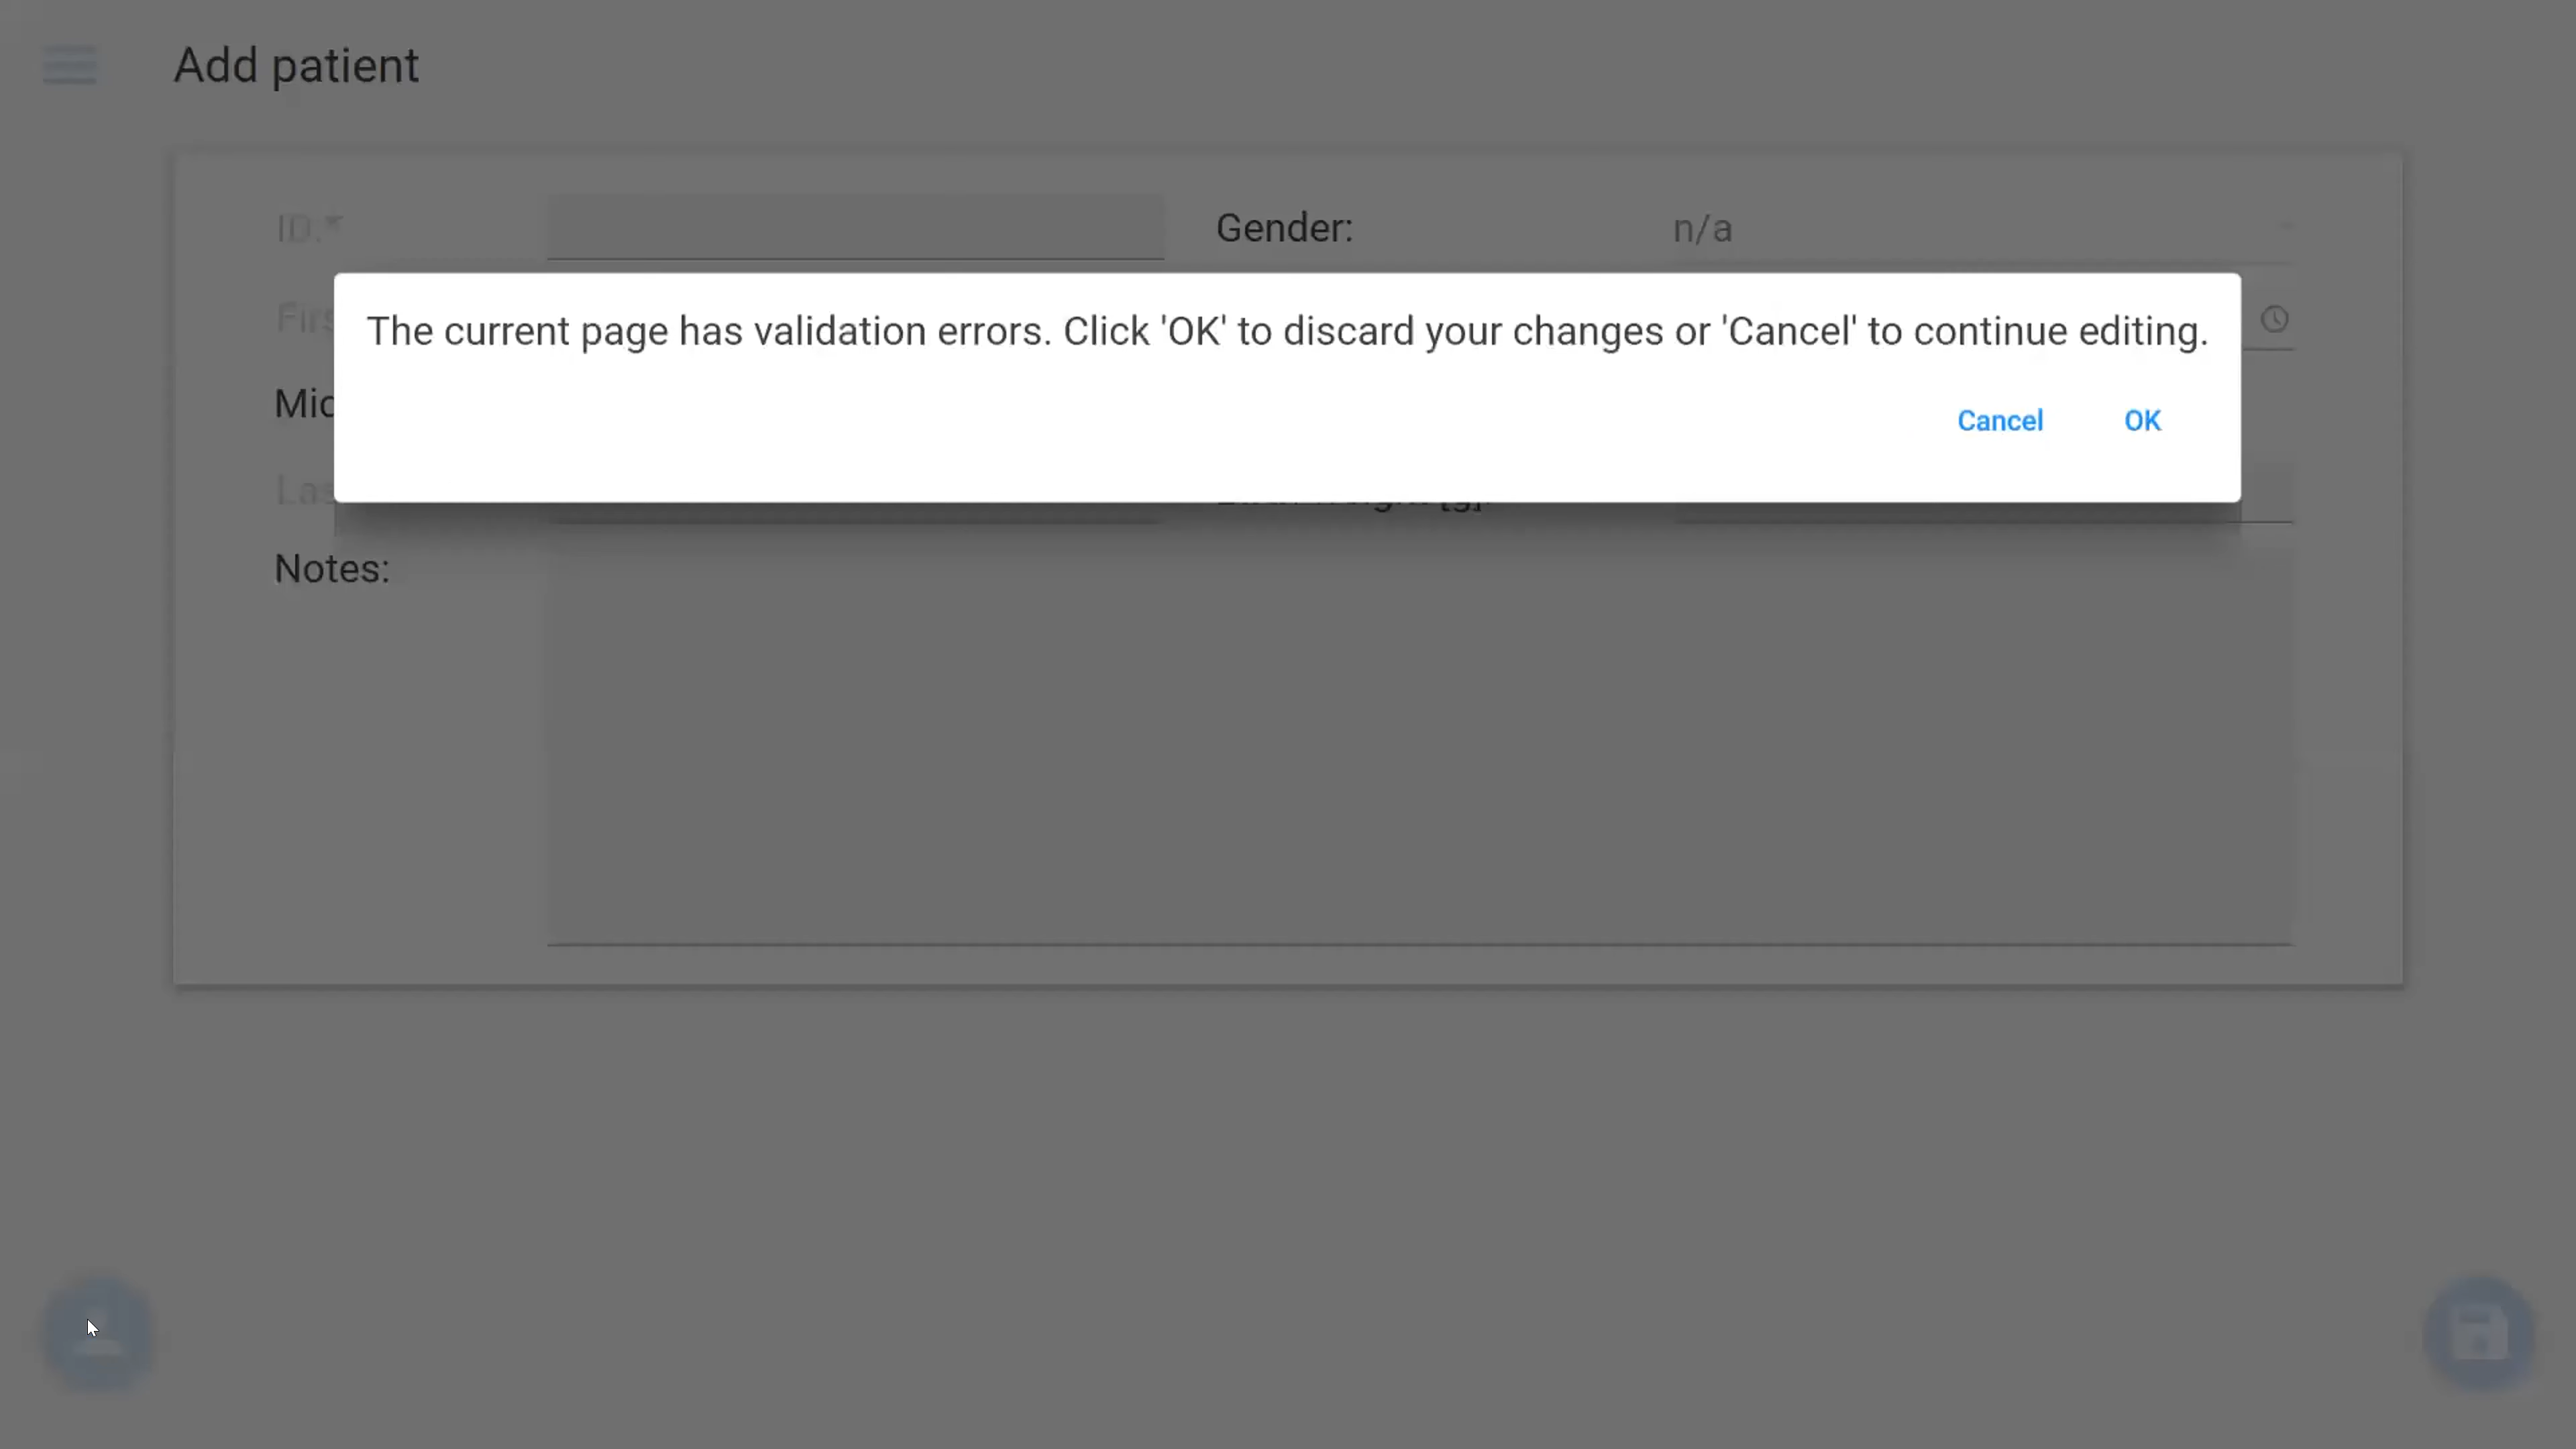 Add patient
ID:*
Gender:
n/a
The current page has validation errors. Click 'OK' to discard your changes or 'Cancel' to continue editing.
Cancel
OK
Notes: